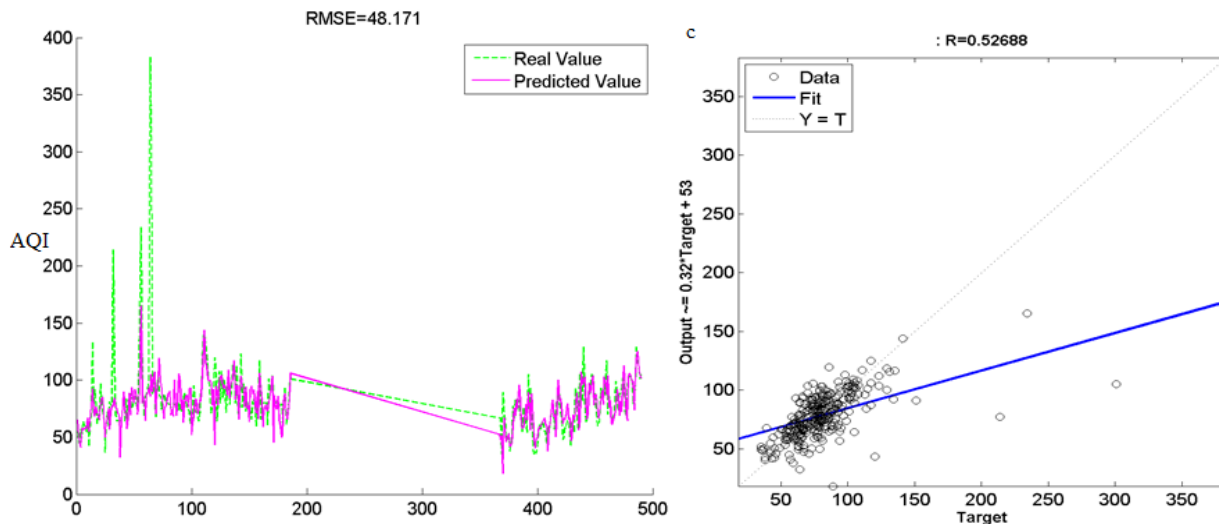 RMSE=48.171
400
350
300
250
200
150
100
50
0
AQI
Real Value
Predicted Value
0
100
200
300
400
500
c
: R=0.52688
Data
Fit
Y = T
350
300
250
200
150
100
50
Output ~= 0.32*Target + 53
50
100
150
200
250
300
350
Target